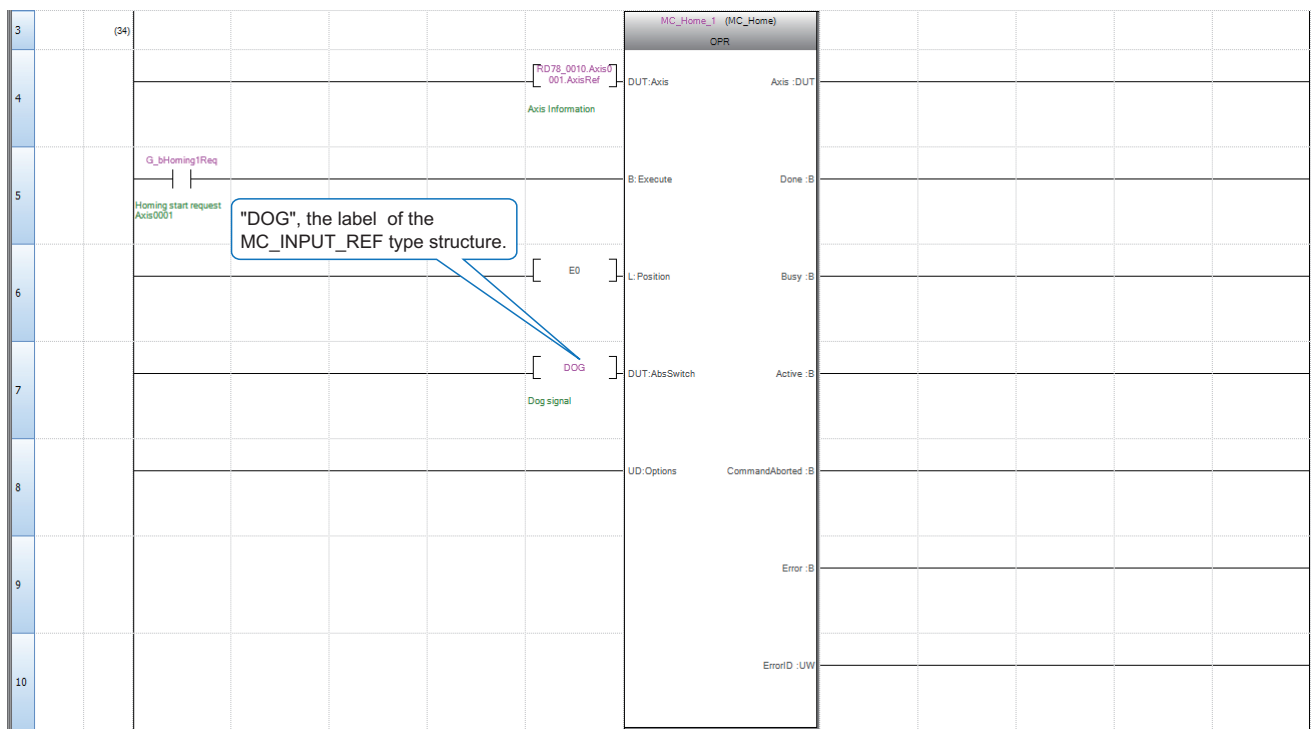 3
(34)
MC_Home_1 (MC_Home)
OPR
4
RD78_0010.Axis0
001.AxisRef
DUT:Axis
Axis :DUT
Axis Information
5
G_bHoming1Req
B:Execute
Done :B
Homing start request
Axis0001
"DOG", the label of the
MC_INPUT_REF type structure.
6
E0
L:Position
Busy :B
7
DOG
DUT:AbsSwitch
Active :B
Dog signal
8
UD:Options
CommandAborted :B
9
Error :B
10
ErrorID :UW